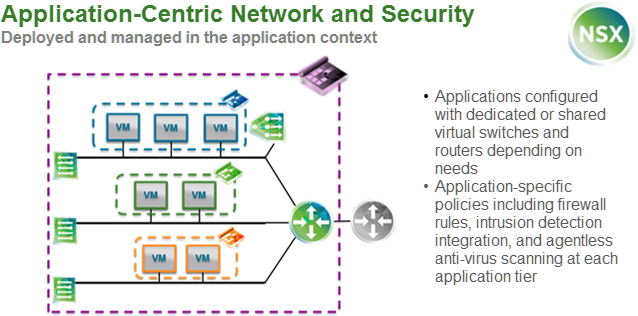 Application-Centric Network and Security
Deployed and managed in the application context
NSX
VM VM VM
VM VM
VM VM
• Applications configured
with dedicated or shared
virtual switches and
routers depending on
needs
• Application-specific
policies including firewall
rules, intrusion detection
integration, and agentless
anti-virus scanning at each
application tier